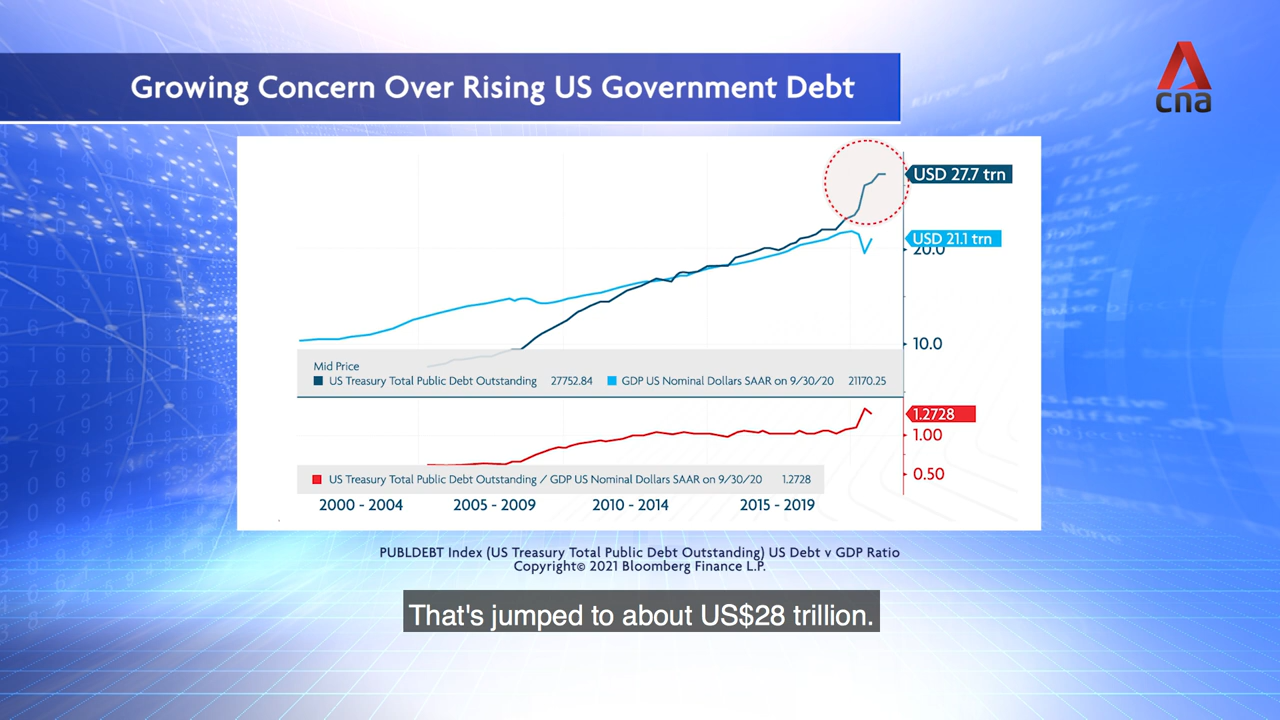 Growing Concern Over Rising US Government Debt
cna
USD 27.7 trn
USD 21.1 trn
20.0
10.0
Mid Price
US Treasury Total Public Debt Outstanding 27752.84 GDP US Nominal Dollars SAAR on 9/30/20 21170.25
1.2728
1.00
0.50
US Treasury Total Public Debt Outstanding / GDP US Nominal Dollars SAAR on 9/30/20 1.2728
2000 - 2004 2005 - 2009 2010 - 2014 2015 - 2019
PUBLDEBT Index (US Treasury Total Public Debt Outstanding) US Debt v GDP Ratio
Copyright© 2021 Bloomberg Finance L.P.
That's jumped to about US$28 trillion.